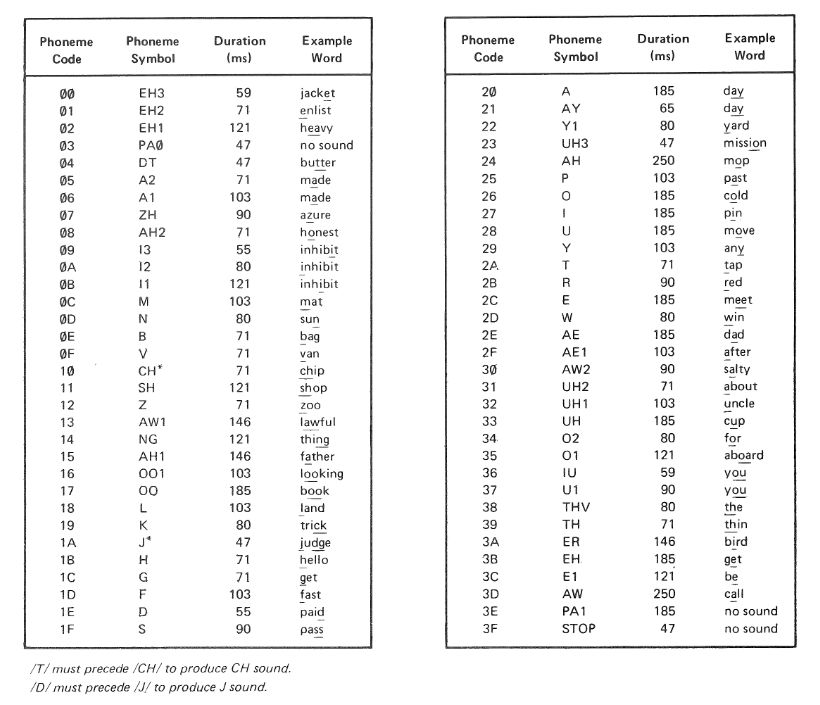 Phoneme Code Phoneme Symbol Duration (ms) Example Word
00 EH3 59 jacket
01 EH2 71 enlist
02 EH1 121 heavy
03 PA0 47 no sound
04 DT 47 butter
05 A2 71 made
06 A1 103 made
07 ZH 90 azure
08 AH2 71 honest
09 I3 55 inhibit
0A I2 80 inhibit
0B I1 121 inhibit
0C M 103 mat
0D N 80 sun
0E B 71 bag
0F V 71 van
10 CH* 71 chip
11 SH 121 shop
12 Z 71 zoo
13 AW1 146 lawful
14 NG 121 thing
15 AH1 146 father
16 OO1 103 looking
17 OO 185 book
18 L 103 land
19 K 80 trick
1A J* 47 judge
1B H 71 hello
1C G 71 get
1D F 103 fast
1E D 55 paid
1F S 90 pass
Phoneme Code Phoneme Symbol Duration (ms) Example Word
20 A 185 day
21 AY 65 day
22 Y1 80 yard
23 UH3 47 mission
24 AH 250 mop
25 P 103 past
26 O 185 cold
27 I 185 pin
28 U 185 move
29 Y 103 any
2A T 71 tap
2B R 90 red
2C E 185 meet
2D W 80 win
2E AE 185 dad
2F AE1 103 after
30 AW2 90 salty
31 UH2 71 about
32 UH1 103 uncle
33 UH 185 cup
34 O2 80 for
35 O1 121 aboard
36 IU 59 you
37 U1 90 you
38 THV 80 the
39 TH 71 thin
3A ER 146 bird
3B EH 185 get
3C E1 121 be
3D AW 250 call
3E PA1 185 no sound
3F STOP 47 no sound
/T/ must precede /CH/ to produce CH sound.
/D/ must precede /J/ to produce J sound.